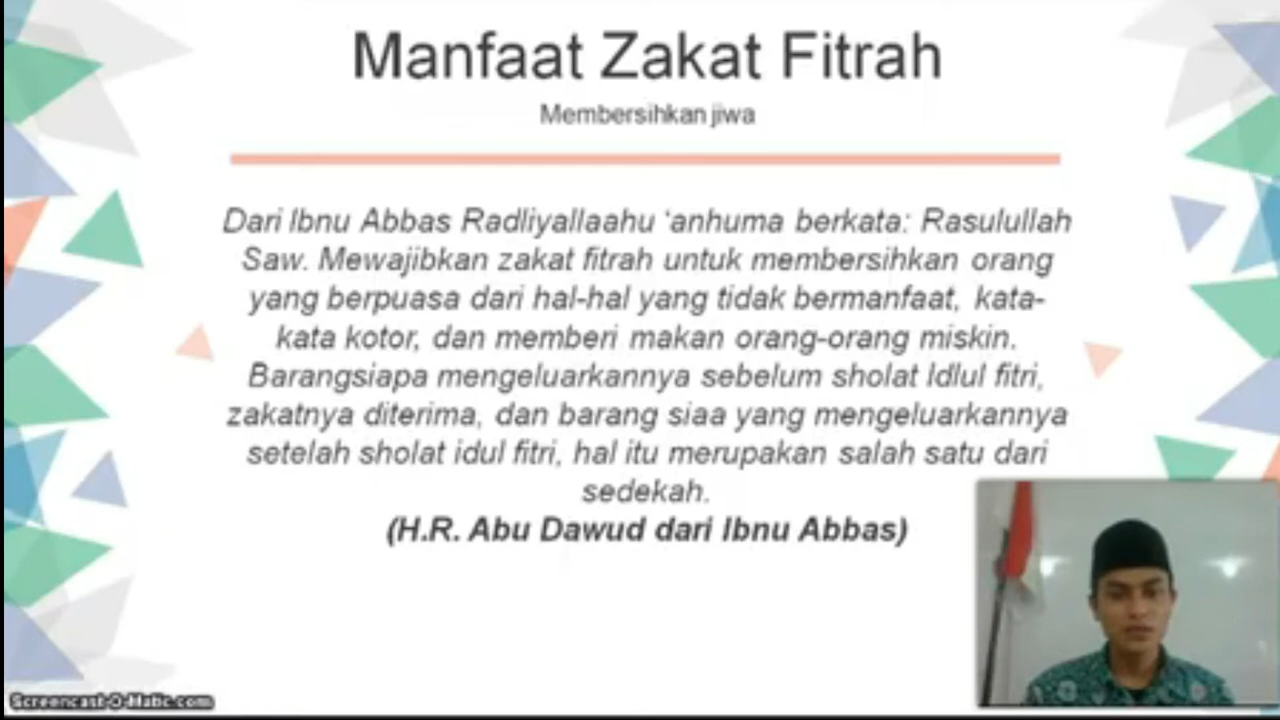 Manfaat Zakat Fitrah
Membersihkan jiwa
Dari Ibnu Abbas Radliyallaahu ‘anhuma berkata: Rasulullah
Saw. Mewajibkan zakat fitrah untuk membersihkan orang
yang berpuasa dari hal-hal yang tidak bermanfaat, kata-
kata kotor, dan memberi makan orang-orang miskin.
Barangsiapa mengeluarkannya sebelum sholat Idlul fitri,
zakatnya diterima, dan barang siaa yang mengeluarkannya
setelah sholat idul fitri, hal itu merupakan salah satu dari
sedekah.
(H.R. Abu Dawud dari Ibnu Abbas)
Screencast-O-Matic.com